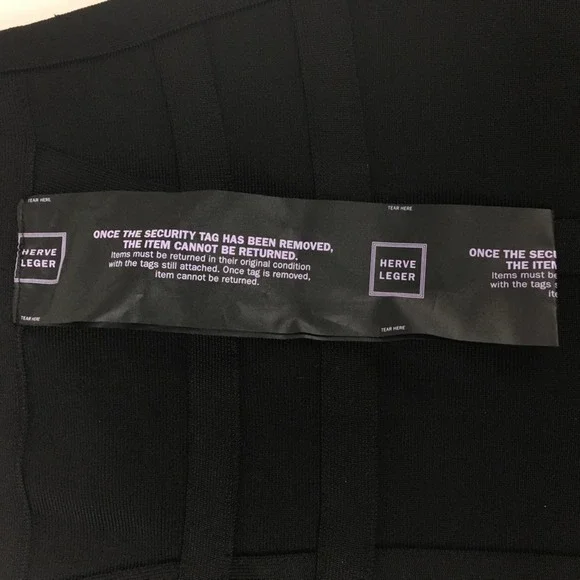 TEAR HERE
TEAR HERE
HERVE
LEGER
ONCE THE SECURITY TAG HAS BEEN REMOVED,
THE ITEM CANNOT BE RETURNED.
Items must be returned in their original condition
with the tags still attached. Once tag is removed,
item cannot be returned.
HERVE
LEGER
ONCE THE SECU
THE ITEM
Items must be
with the tags s
ite
TEAR HERE
TEAR HERE